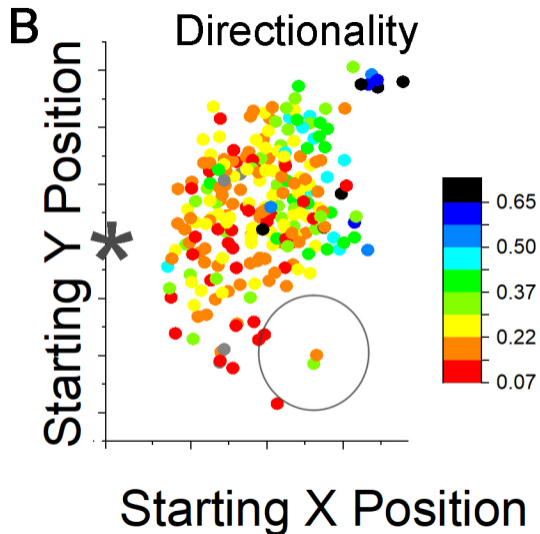 B
Directionality
Starting Y Position
*
0.65
0.50
0.37
0.22
0.07
Starting X Position